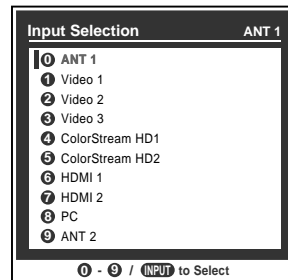 Input Selection ANT 1
0 ANT 1
1 Video 1
2 Video 2
3 Video 3
4 ColorStream HD1
5 ColorStream HD2
6 HDMI 1
7 HDMI 2
8 PC
9 ANT 2
0 - 9 / INPUT to Select